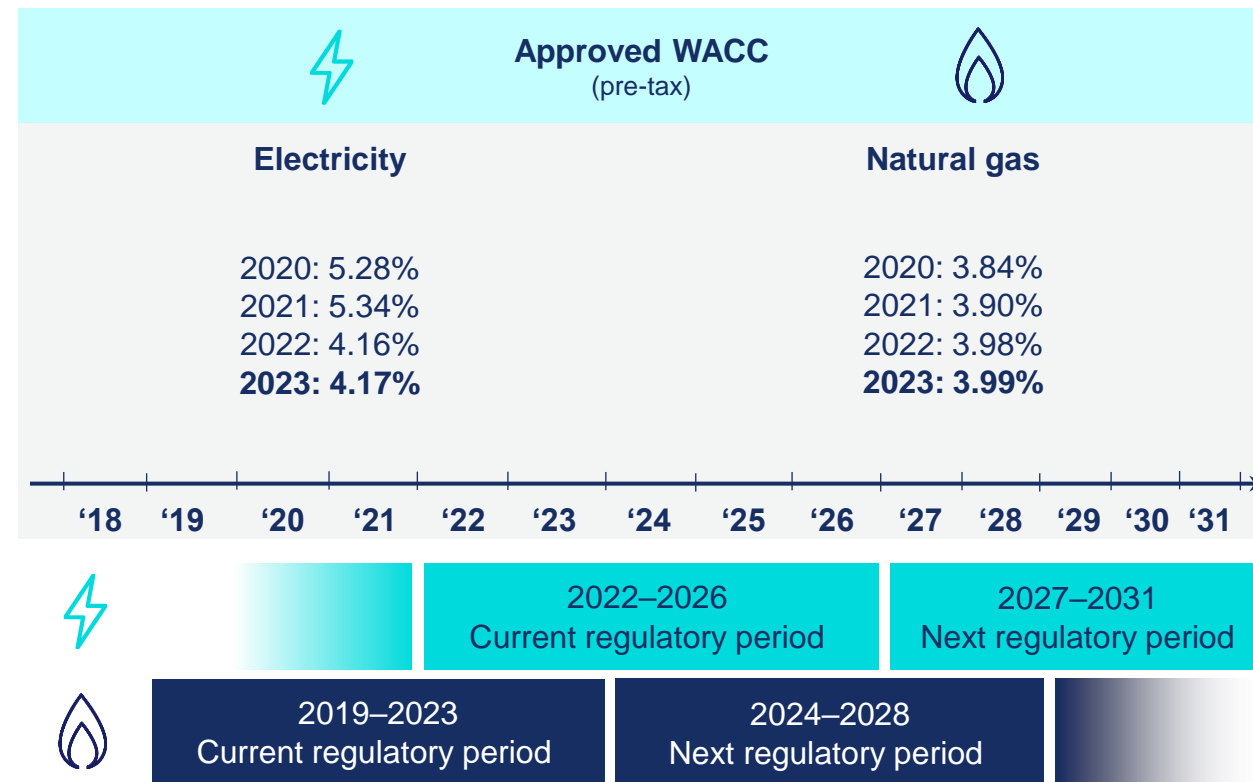 Approved WACC
(pre-tax)
Electricity
2020: 5.28%
2021: 5.34%
2022: 4.16%
2023: 4.17%
Natural gas
2020: 3.84%
2021: 3.90%
2022: 3.98%
2023: 3.99%
‘18 ‘19 ‘20 ‘21 ‘22 ‘23 ‘24 ‘25 ‘26 ‘27 ‘28 ‘29 ‘30 ‘31
2022–2026
Current regulatory period
2027–2031
Next regulatory period
2019–2023
Current regulatory period
2024–2028
Next regulatory period